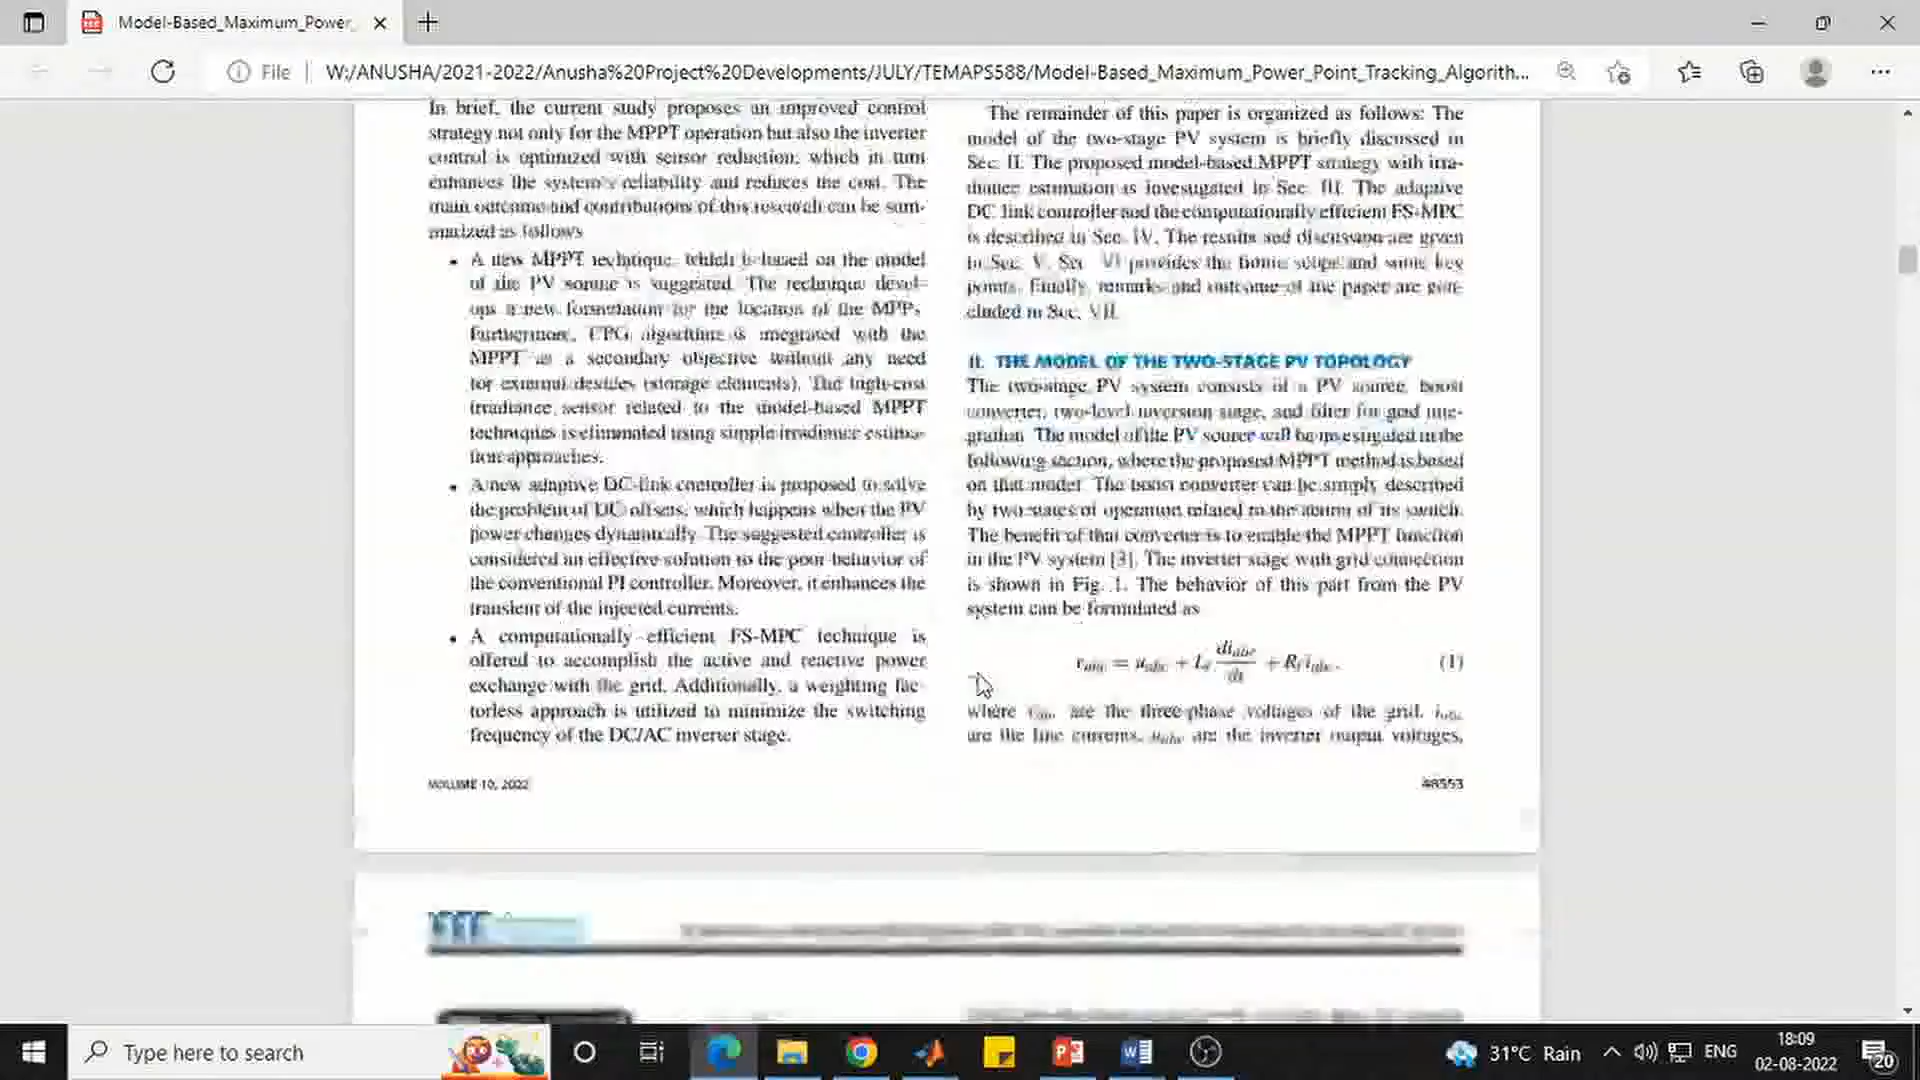 Model-Based_Maximum_Power_
File
W:/ANUSHA/2021-2022/Anusha%20Project%20Developments/JULY/TEMAPS588/Model-Based_Maximum_Power_Point_Tracking_Algorith...
In brief, the current study proposes an improved control
strategy not only for the MPPT operation but also the inverter
control is optimized with sensor reduction, which in turn
enhances the system's reliability and reduces the cost. The
main outcome and contributions of this research can be sum-
marized as follows
• A new MPPT technique, which is based on the model
of the PV source is suggested. The technique devel-
ops a new formulation for the location of the MPPs.
Furthermore, CPG algorithm is integrated with the
MPPT as a secondary objective without any need
for external devices (storage elements). The high-cost
irradiance sensor related to the model-based MPPT
techniques is eliminated using simple irradiance estima-
tion approaches.
• A new adaptive DC-link controller is proposed to solve
the problem of DC offsets, which happens when the PV
power changes dynamically. The suggested controller is
considered an effective solution to the poor behavior of
the conventional PI controller. Moreover, it enhances the
transient of the injected currents.
• A computationally efficient FS-MPC technique is
offered to accomplish the active and reactive power
exchange with the grid. Additionally, a weighting fac-
torless approach is utilized to minimize the switching
frequency of the DC/AC inverter stage.
VOLUME 10, 2022
The remainder of this paper is organized as follows: The
model of the two-stage PV system is briefly discussed in
Sec. II. The proposed model-based MPPT strategy with irra-
diance estimation is investigated in Sec. III. The adaptive
DC link controller and the computationally efficient FS-MPC
is described in Sec. IV. The results and discussion are given
in Sec. V. Sec. VI provides the future scope and some key
points. Finally, remarks and outcome of the paper are con-
cluded in Sec. VII.
II. THE MODEL OF THE TWO-STAGE PV TOPOLOGY
The two-stage PV system consists of a PV source, boost
converter, two-level inversion stage, and filter for grid inte-
gration. The model of the PV source will be investigated in the
following section, where the proposed MPPT method is based
on that model. The boost converter can be simply described
by two states of operation related to the status of its switch.
The benefit of that converter is to enable the MPPT function
in the PV system [3]. The inverter stage with grid connection
is shown in Fig. 1. The behavior of this part from the PV
system can be formulated as
(1)
where are the three-phase voltages of the grid,
are the line currents, are the inverter output voltages,
48553
IEEE
Type here to search
31°C Rain
ENG
18:09
02-08-2022
20